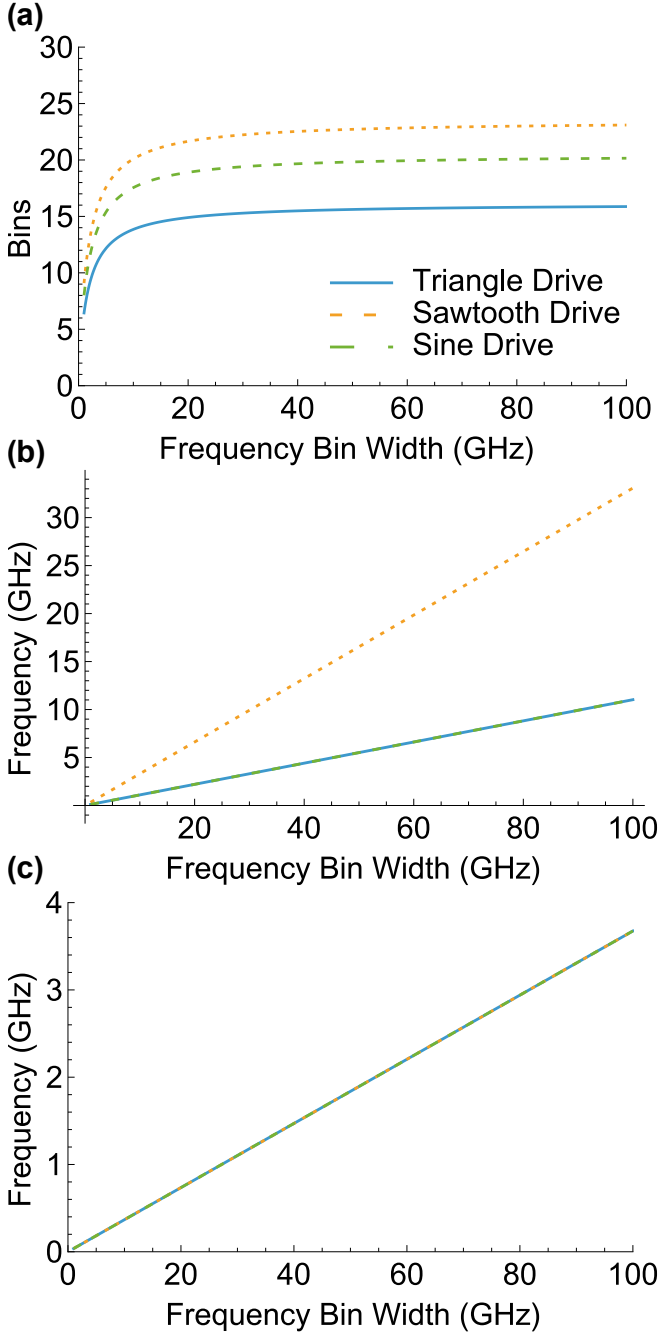 (a)
30
25
20
15
10
5
0
Bins
0 20 40 60 80 100
Frequency Bin Width (GHz)
Triangle Drive
Sawtooth Drive
Sine Drive
(b)
30
25
20
15
10
5
Frequency (GHz)
20 40 60 80 100
Frequency Bin Width (GHz)
(c)
4
3
2
1
0
Frequency (GHz)
0 20 40 60 80 100
Frequency Bin Width (GHz)